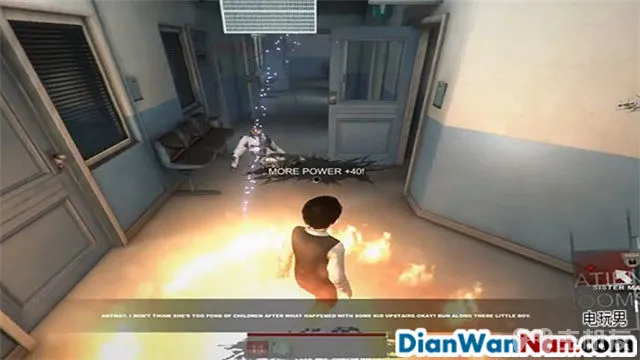 MORE POWER +40!
SISTER MA
ANYWAY, I DON'T THINK SHE'S TOO FOND OF CHILDREN AFTER WHAT HAPPENED WITH SOME KID UPSTAIRS.OKAY? RUN ALONG THERE LITTLE BOY.
电玩男
DianWanNan.com